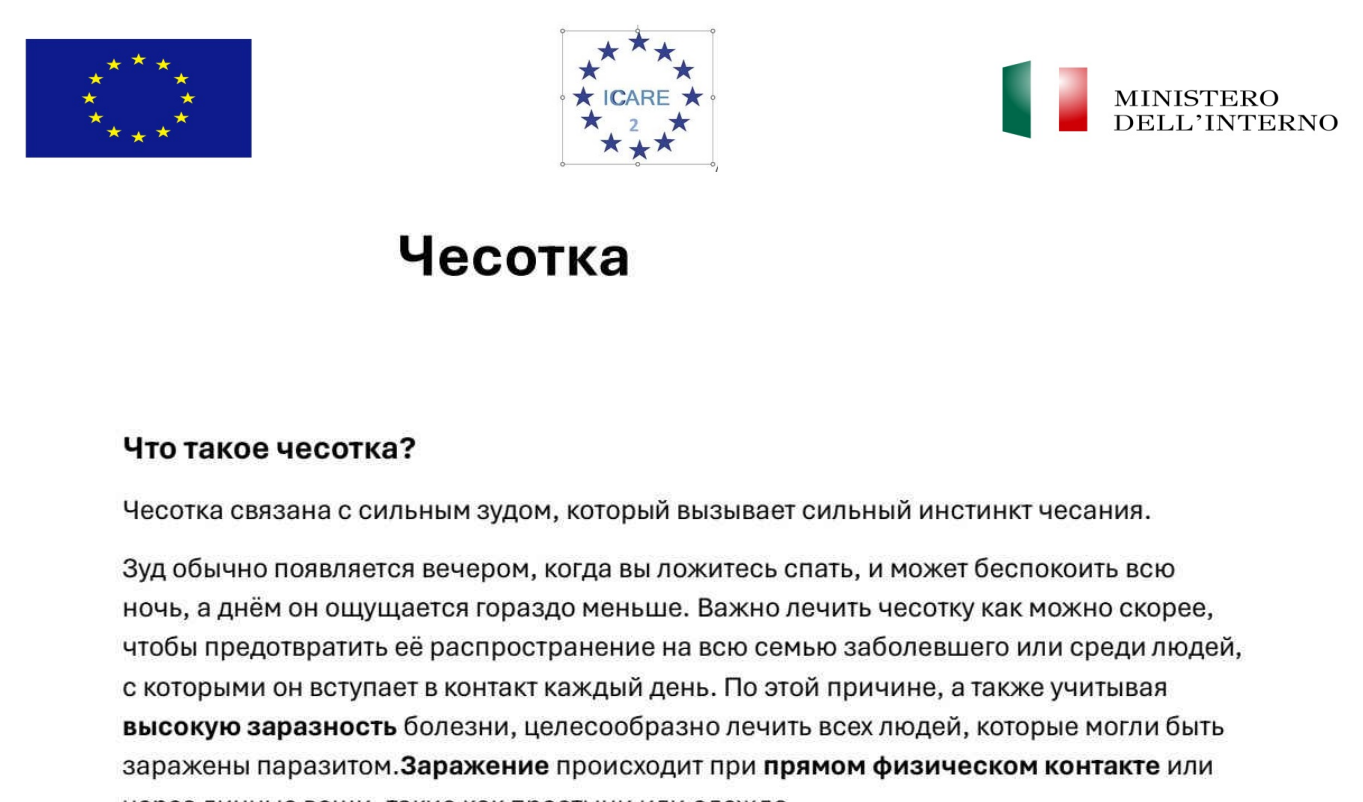 ICARE
2
MINISTERO
DELL'INTERNO
Чесотка
Что такое чесотка?
Чесотка связана с сильным зудом, который вызывает сильный инстинкт чесания.
Зуд обычно появляется вечером, когда вы ложитесь спать, и может беспокоить всю
ночь, а днём он ощущается гораздо меньше. Важно лечить чесотку как можно скорее,
чтобы предотвратить её распространение на всю семью заболевшего или среди людей,
с которыми он вступает в контакт каждый день. По этой причине, а также учитывая
высокую заразность болезни, целесообразно лечить всех людей, которые могли быть
заражены паразитом.Заражение происходит при прямом физическом контакте или